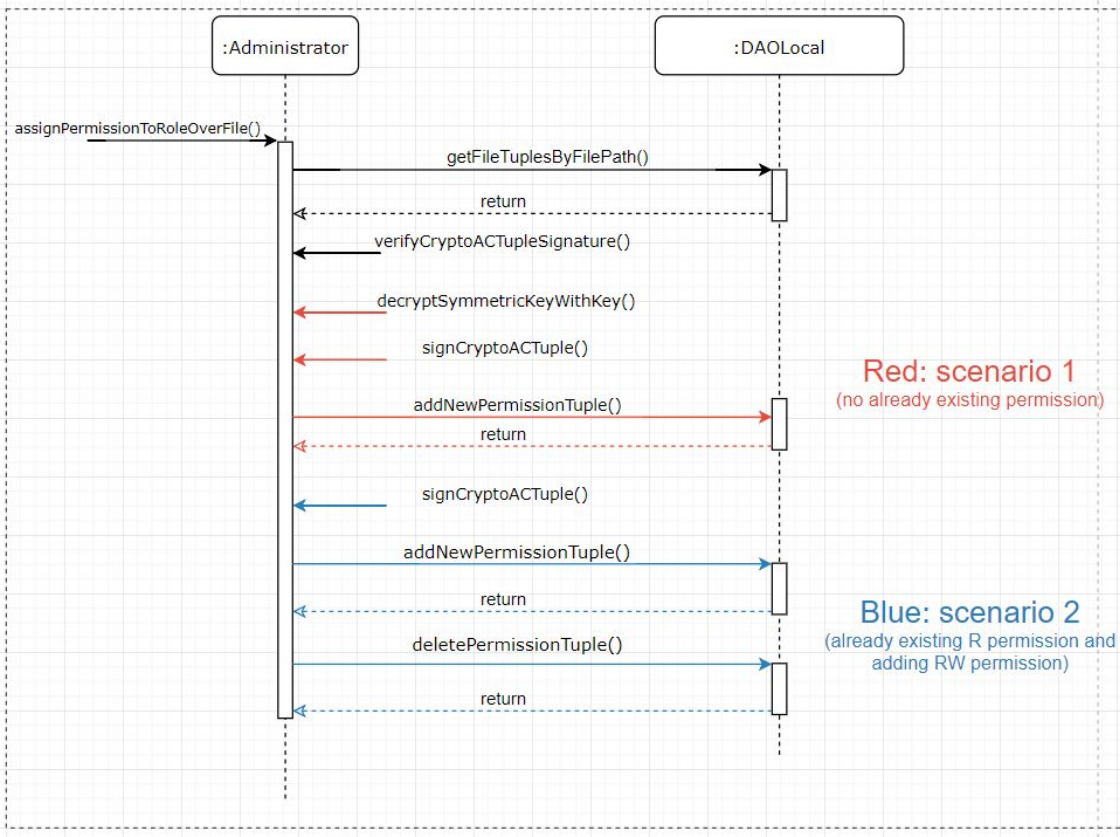 :Administrator
:DAOLocal
assignPermissionToRoleOverFile()
getFileTuplesByFilePath()
return
verifyCryptoACTupleSignature()
decryptSymmetricKeyWithKey()
signCryptoACTuple()
Red: scenario 1
(no already existing permission)
addNewPermissionTuple()
return
signCryptoACTuple()
addNewPermissionTuple()
return
Blue: scenario 2
(already existing R permission and
adding RW permission)
deletePermissionTuple()
return